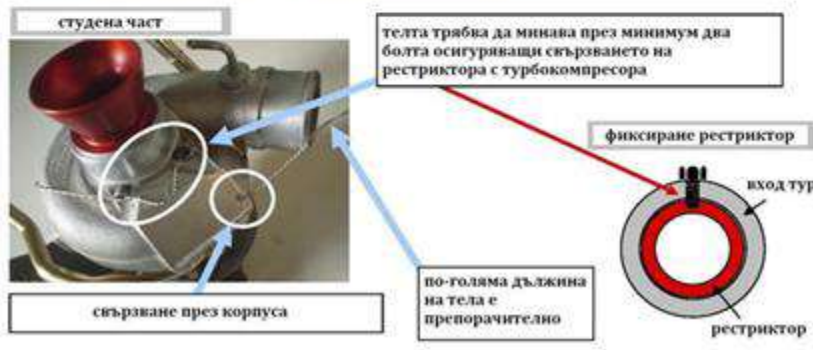 студена част
телта трябва да минава през минимум два
болта осигуряващи свързването на
рестриктора с турбокомпресора
фиксиране рестриктор
вход тур
по-голяма дължина
на тела е
препорачително
свързване през корпуса
рестриктор